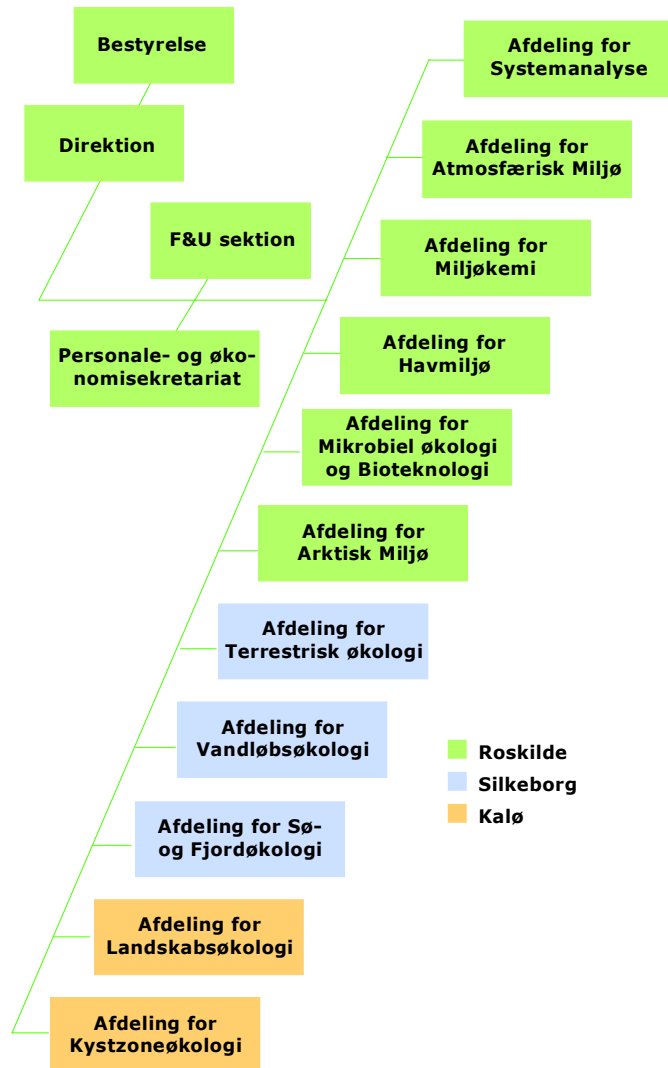 Bestyrelse
Direktion
F&U sektion
Personale- og øko-
nomisekretariat
Afdeling for
Systemanalyse
Afdeling for
Atmosfærisk Miljø
Afdeling for
Miljøkemi
Afdeling for
Havmiljø
Afdeling for
Mikrobiel økologi
og Bioteknologi
Afdeling for
Arktisk Miljø
Afdeling for
Terrestrisk økologi
Afdeling for
Vandløbsøkologi
Afdeling for Sø-
og Fjordøkologi
Afdeling for
Landskabsøkologi
Afdeling for
Kystzoneøkologi
Roskilde
Silkeborg
Kalø